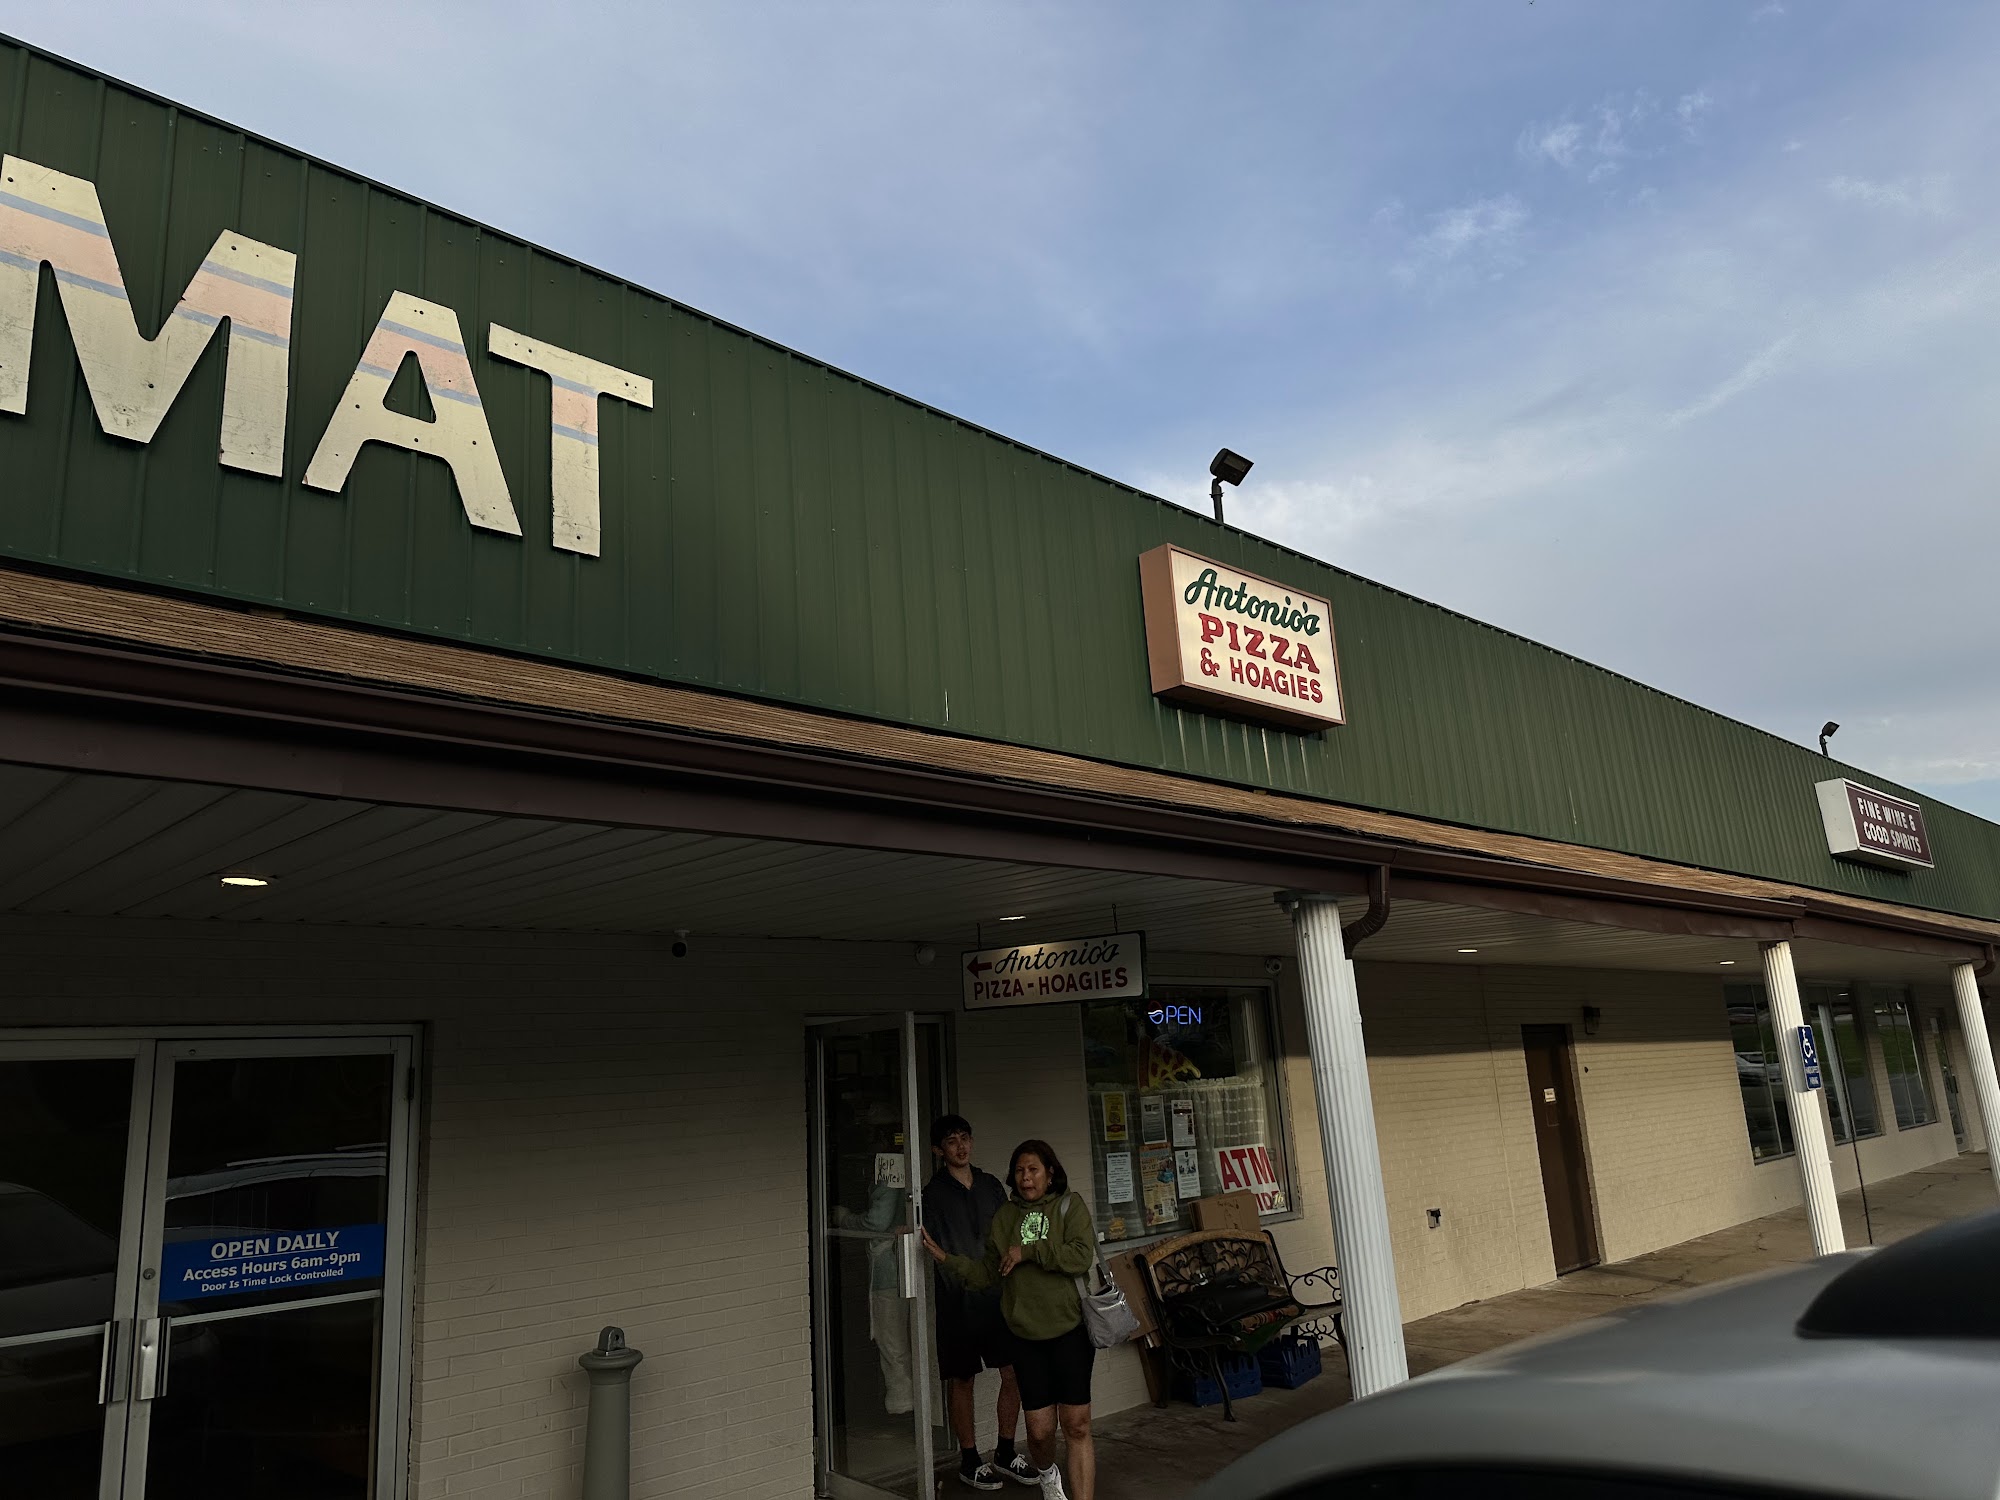 MAT
Antonio's
PIZZA
& HOAGIES
FINE WINE &
GOOD SPIRITS
Antonio's
PIZZA - HOAGIES
OPEN
ATM
OPEN DAILY
Access Hours 6am-9pm
Door Is Time Lock Controlled